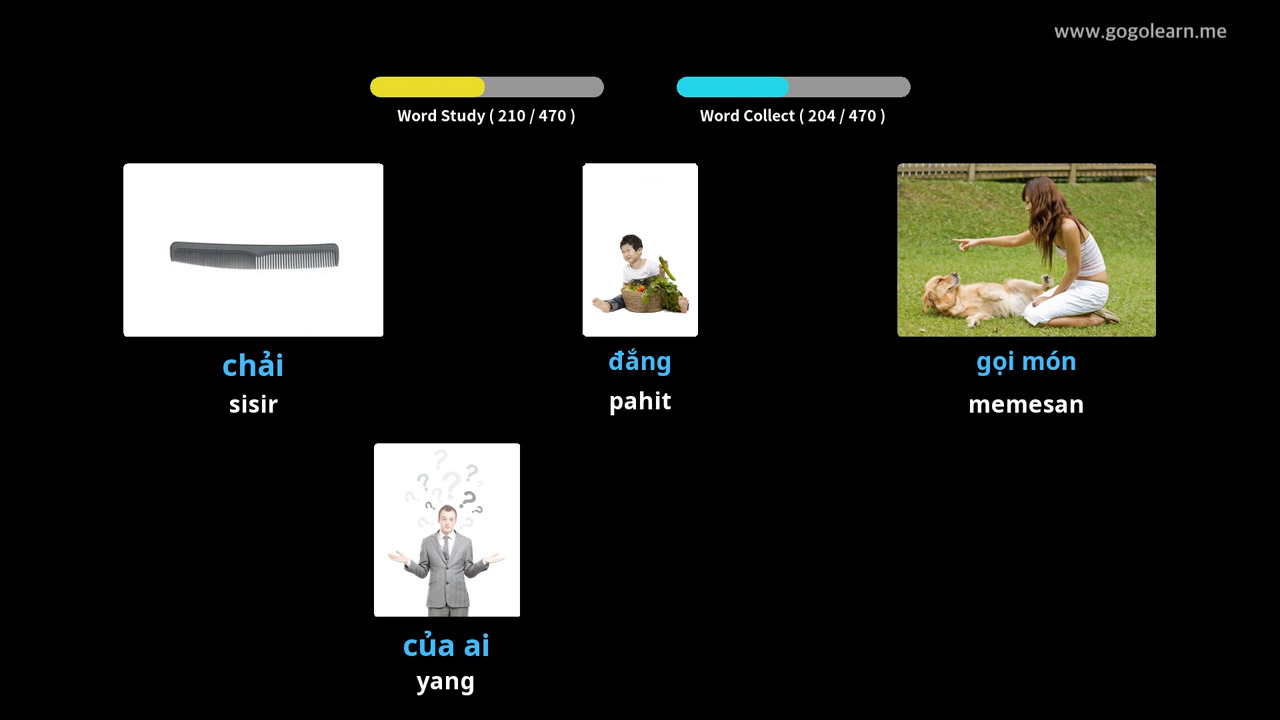 www.gogolearn.me
Word Study ( 210 / 470 )
Word Collect ( 204 / 470 )
chải
sisir
đắng
pahit
gọi món
memesan
của ai
yang